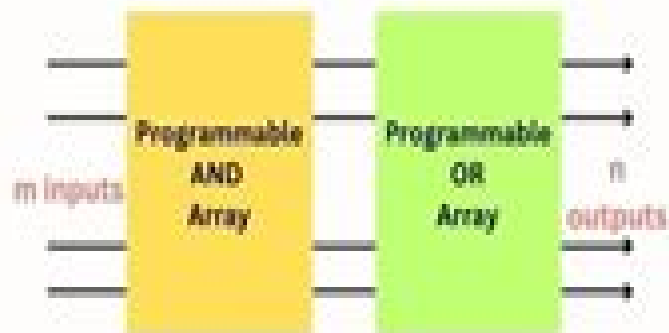 m inputs
Programmable
AND
Array
Programmable
OR
Array
n
outputs